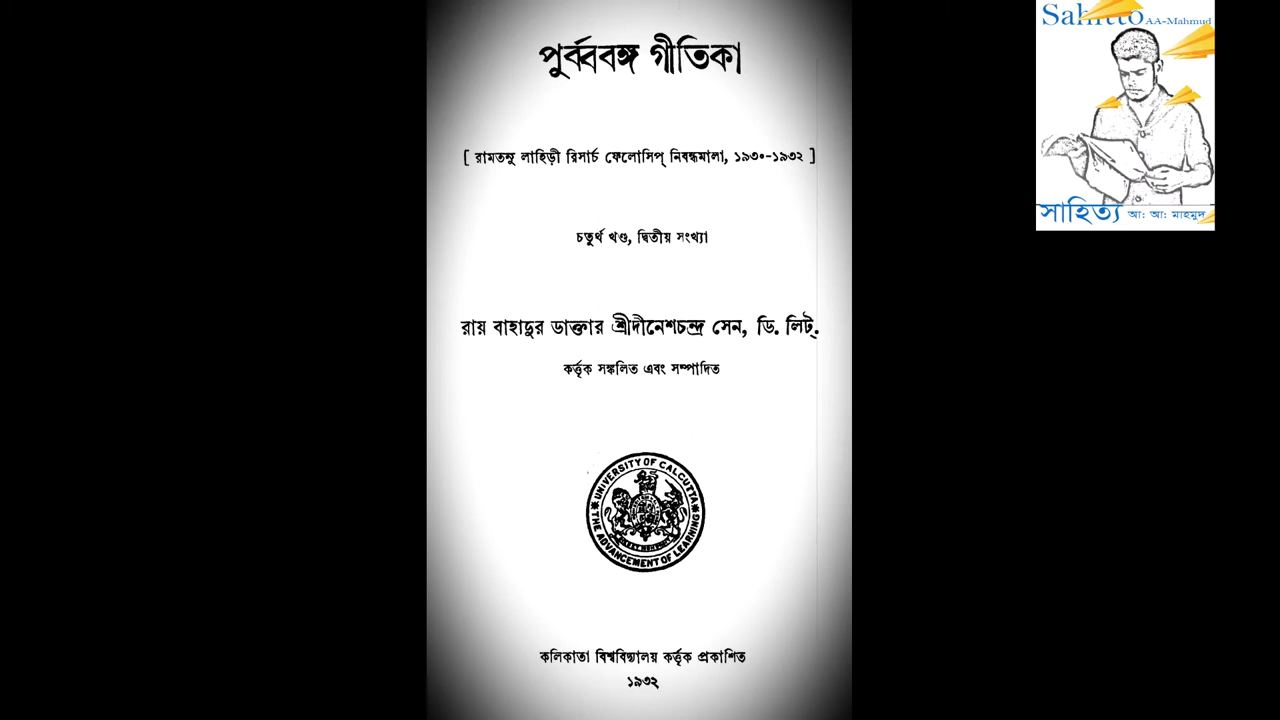 পূর্ব্ববঙ্গ গীতিকা
[ রামতনু লাহিড়ী রিসার্চ ফেলোসিপ্ নিবন্ধমালা, ১৯৩০-১৯৩২ ]
চতুর্থ খণ্ড, দ্বিতীয় সংখ্যা
রায় বাহাদুর ডাক্তার শ্রীদীনেশচন্দ্র সেন, ডি. লিট্.
কর্ত্তৃক সঙ্কলিত এবং সম্পাদিত
UNIVERSITY OF CALCUTTA
THE ADVANCEMENT OF LEARNING
কলিকাতা বিশ্ববিদ্যালয় কর্ত্তৃক প্রকাশিত
১৯৩২
Sahitto AA-Mahmud
সাহিত্য আ: আ: মাহমুদ